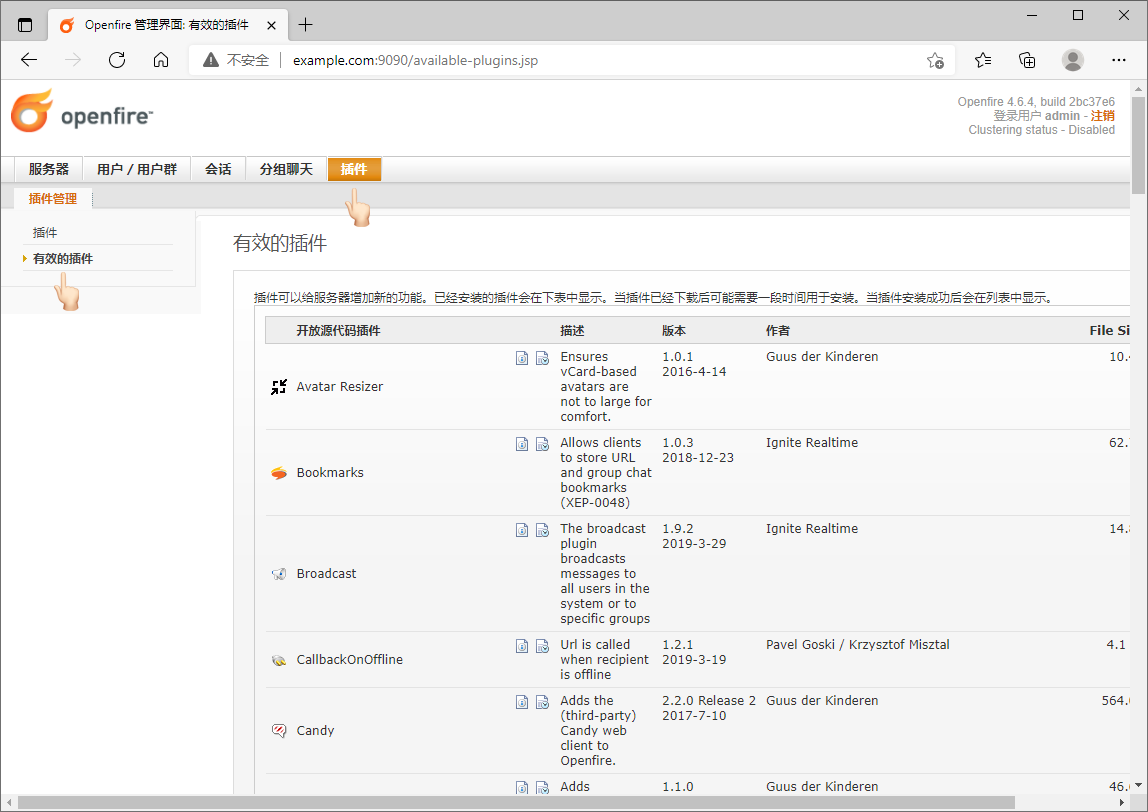 Openfire 管理界面: 有效的插件
不安全
example.com:9090/available-plugins.jsp
openfire™
Openfire 4.6.4, build 2bc37e6
登录用户 admin - 注销
Clustering status - Disabled
服务器 用户 / 用户群 会话 分组聊天 插件
插件管理
插件
有效的插件
有效的插件
插件可以给服务器增加新的功能。已经安装的插件会在下表中显示。当插件已经下载后可能需要一段时间用于安装。当插件安装成功后会在列表中显示。
开放源代码插件 描述 版本 作者 File Si
Avatar Resizer
Ensures
vCard-based
avatars are
not to large for
comfort.
1.0.1
2016-4-14
Guus der Kinderen
10.4
Bookmarks
Allows clients
to store URL
and group chat
bookmarks
(XEP-0048)
1.0.3
2018-12-23
Ignite Realtime
62.
Broadcast
The broadcast
plugin
broadcasts
messages to
all users in the
system or to
specific groups
1.9.2
2019-3-29
Ignite Realtime
14.8
CallbackOnOffline
Url is called
when recipient
is offline
1.2.1
2019-3-19
Pavel Goski / Krzysztof Misztal
4.1
Candy
Adds the
(third-party)
Candy web
client to
Openfire.
2.2.0 Release 2
2017-7-10
Guus der Kinderen
564.
Adds
1.1.0
Guus der Kinderen
46.